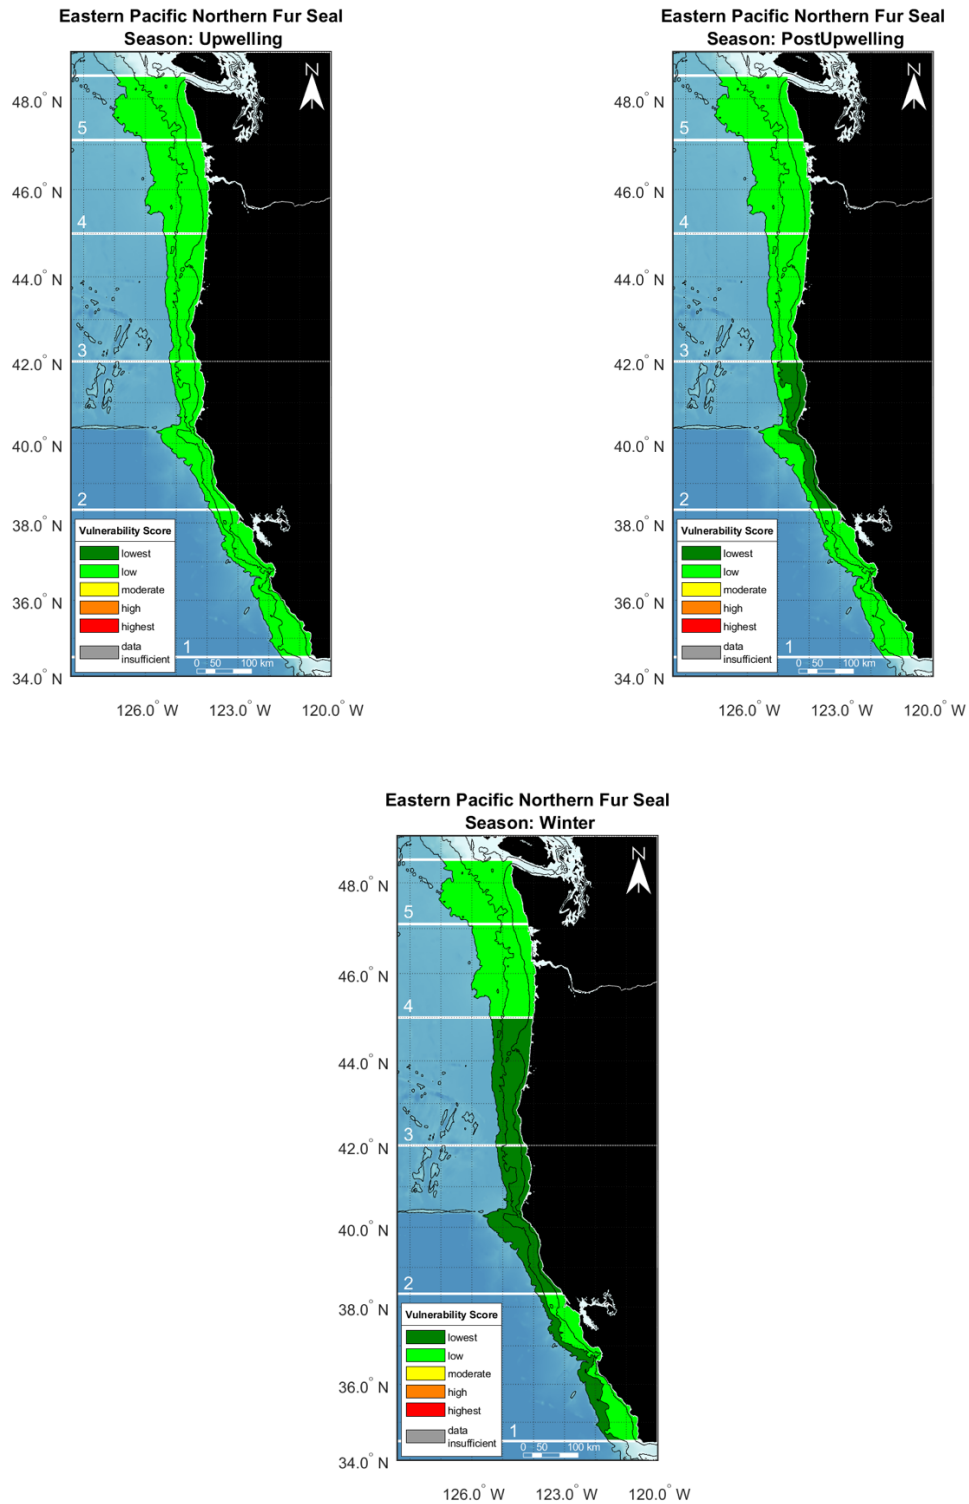 Eastern Pacific Northern Fur Seal
Season: Upwelling
N
48.0° N
5
46.0° N
4
44.0° N
42.0° N
3
40.0° N
2
38.0° N
Vulnerability Score
lowest
low
moderate
high
highest
data
insufficient
36.0° N
1
0 50 100 km
34.0° N
126.0° W 123.0° W 120.0° W
Eastern Pacific Northern Fur Seal
Season: PostUpwelling
N
48.0° N
5
46.0° N
4
44.0° N
42.0° N
3
40.0° N
2
38.0° N
Vulnerability Score
lowest
low
moderate
high
highest
data
insufficient
36.0° N
1
0 50 100 km
34.0° N
126.0° W 123.0° W 120.0° W
Eastern Pacific Northern Fur Seal
Season: Winter
N
48.0° N
5
46.0° N
4
44.0° N
42.0° N
3
40.0° N
2
38.0° N
Vulnerability Score
lowest
low
moderate
high
highest
data
insufficient
36.0° N
1
0 50 100 km
34.0° N
126.0° W 123.0° W 120.0° W